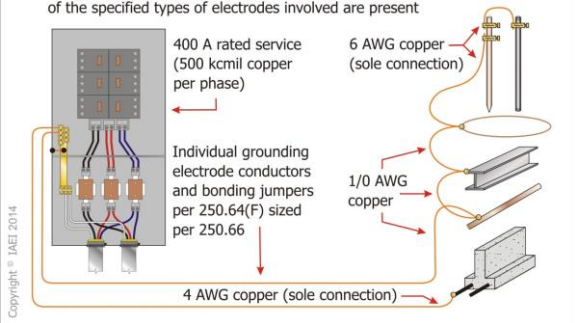 of the specified types of electrodes involved are present
400 A rated service
(500 kcmil copper
per phase)
6 AWG copper
(sole connection)
Individual grounding
electrode conductors
and bonding jumpers
per 250.64(F) sized
per 250.66
1/0 AWG
copper
4 AWG copper (sole connection)
Copyright © IAEI 2014